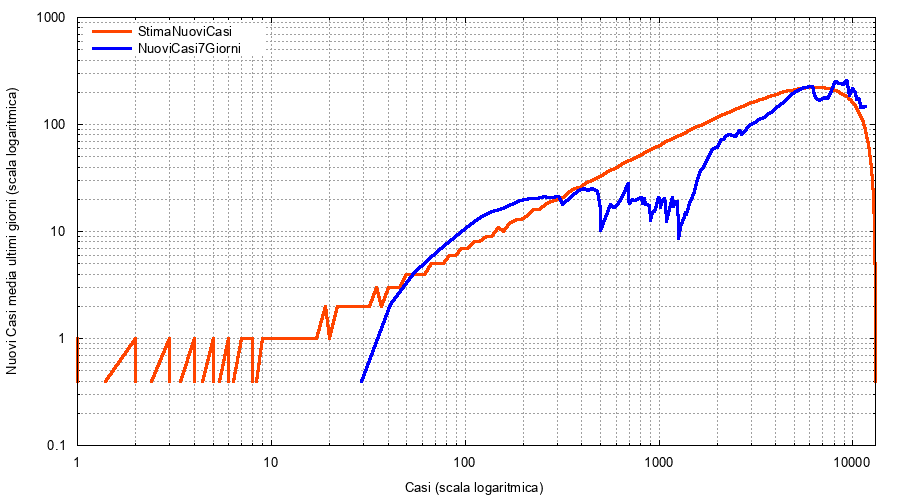 1000
StimaNuoviCasi
NuoviCasi7Giorni
100
10
1
0.1
Nuovi Casi media ultimi giorni (scala logaritmica)
1 10 100 1000 10000
Casi (scala logaritmica)